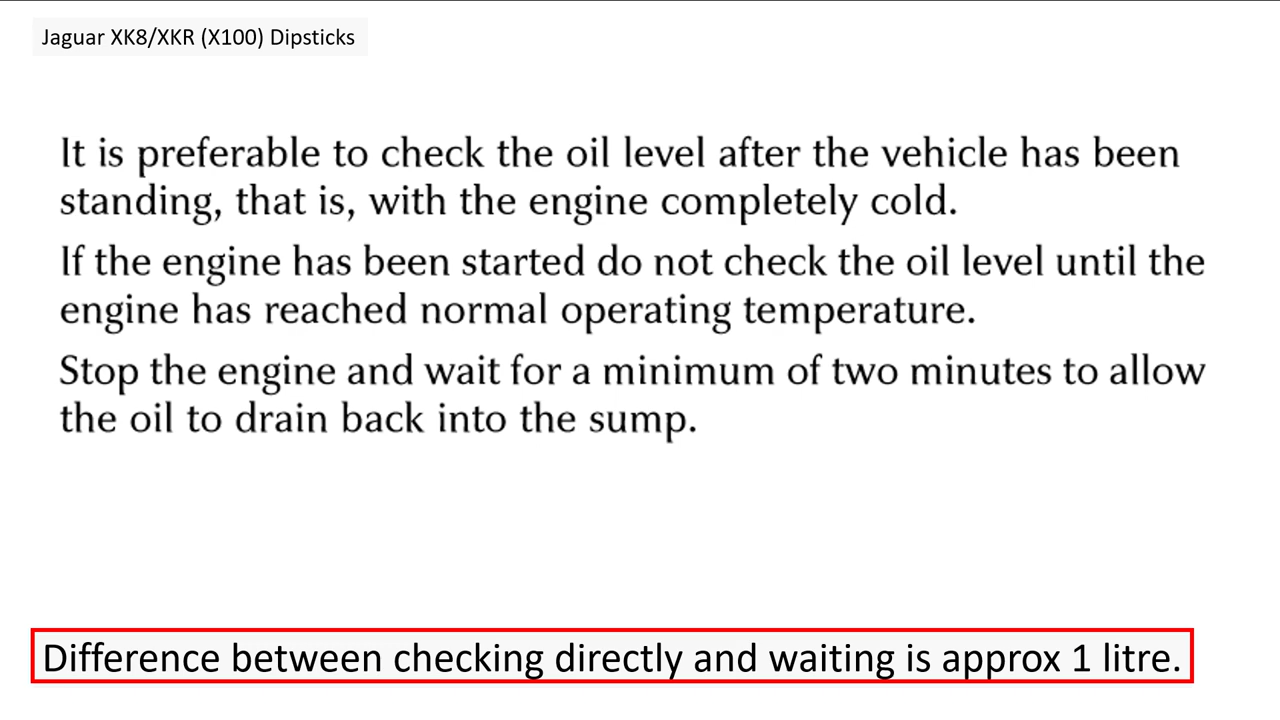 Jaguar XK8/XKR (X100) Dipsticks
It is preferable to check the oil level after the vehicle has been
standing, that is, with the engine completely cold.
If the engine has been started do not check the oil level until the
engine has reached normal operating temperature.
Stop the engine and wait for a minimum of two minutes to allow
the oil to drain back into the sump.
Difference between checking directly and waiting is approx 1 litre.